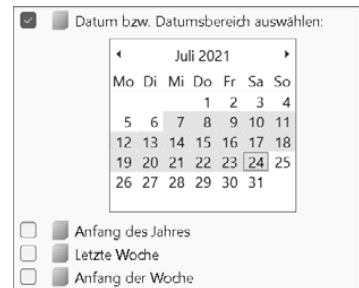 Datum bzw. Datumsbereich auswählen:
Juli 2021
Mo Di Mi Do Fr Sa So
1 2 3 4
5 6 7 8 9 10 11
12 13 14 15 16 17 18
19 20 21 22 23 24 25
26 27 28 29 30 31
Anfang des Jahres
Letzte Woche
Anfang der Woche